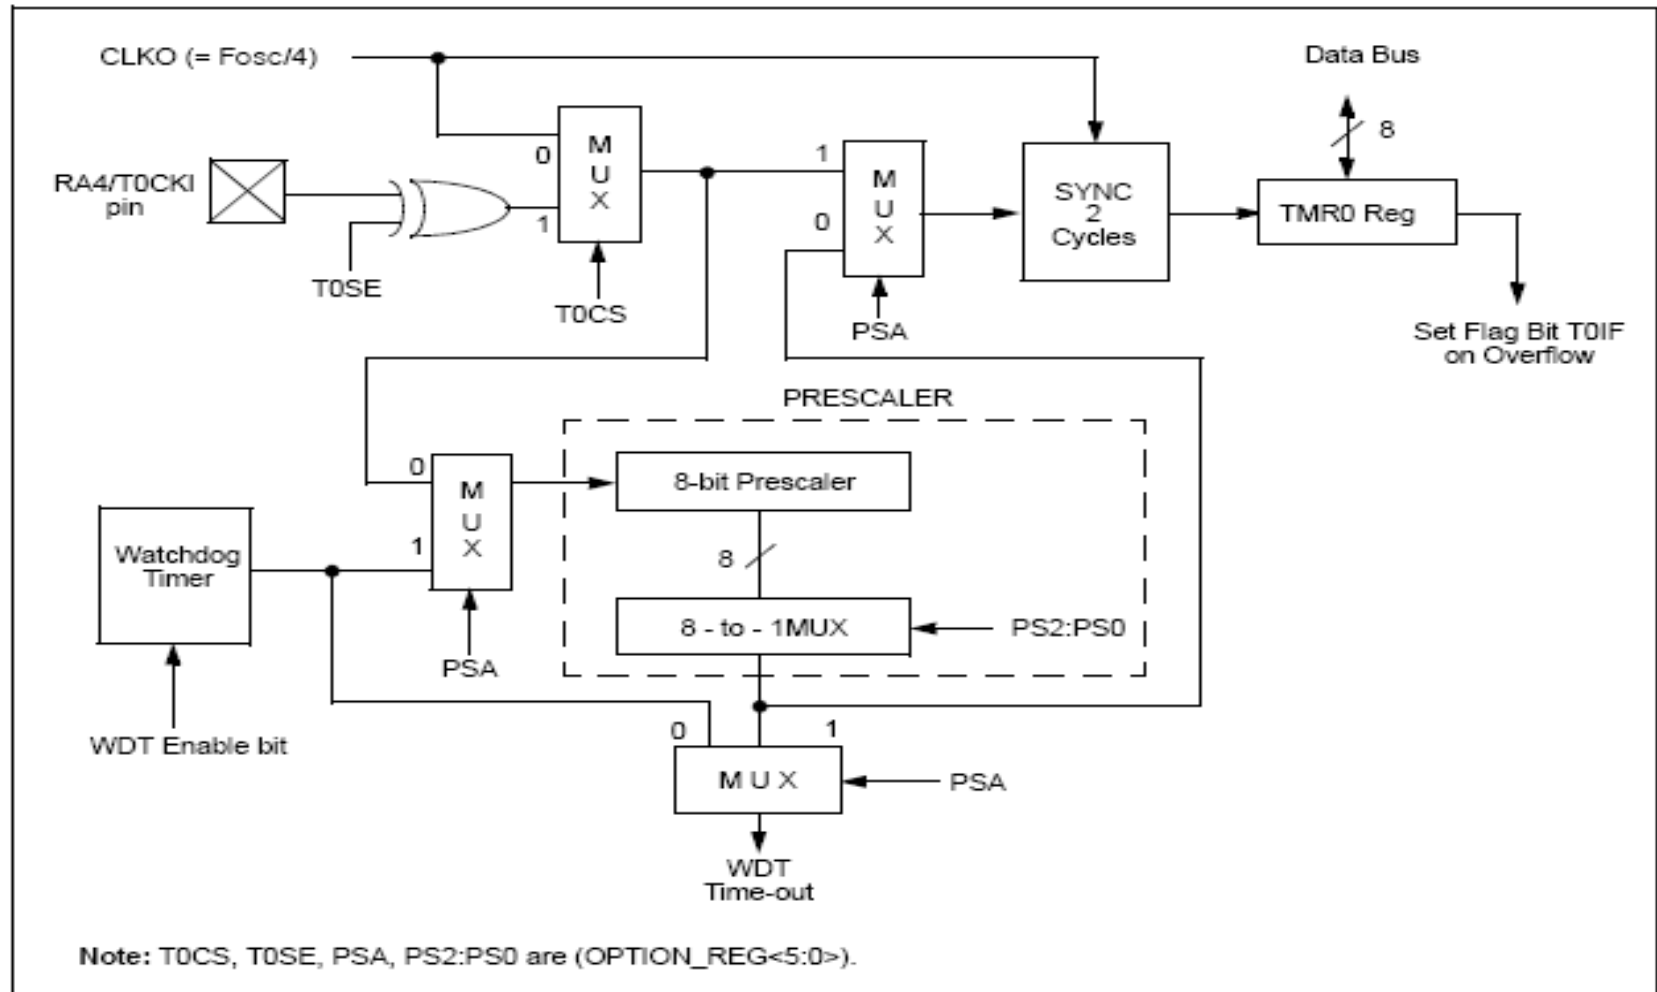 CLKO (= Fosc/4)
Data Bus
8
M
U
X
0
1
RA4/T0CKI
pin
T0SE
T0CS
1
0
M
U
X
PSA
SYNC
2
Cycles
TMR0 Reg
Set Flag Bit T0IF
on Overflow
PRESCALER
0
1
M
U
X
8-bit Prescaler
Watchdog
Timer
8
8 - to - 1MUX
PS2:PS0
PSA
WDT Enable bit
0
1
M U X
PSA
WDT
Time-out
Note: T0CS, T0SE, PSA, PS2:PS0 are (OPTION_REG<5:0>).